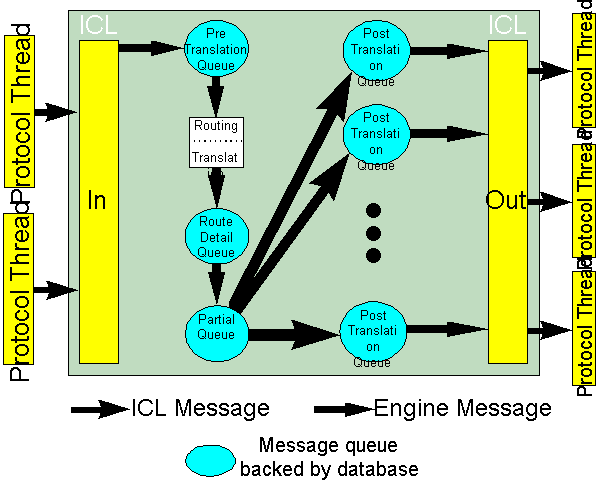 ICL
ICL
Protocol Thread
Protocol Thread
In
Pre
Translation
Queue
Routing
Translat
Route
Detail
Queue
Partial
Queue
Post
Translati
on
Queue
Post
Translati
on
Queue
Post
Translati
on
Queue
Out
Protocol Thread
Protocol Thread
Protocol Thread
ICL Message
Engine Message
Message queue
backed by database